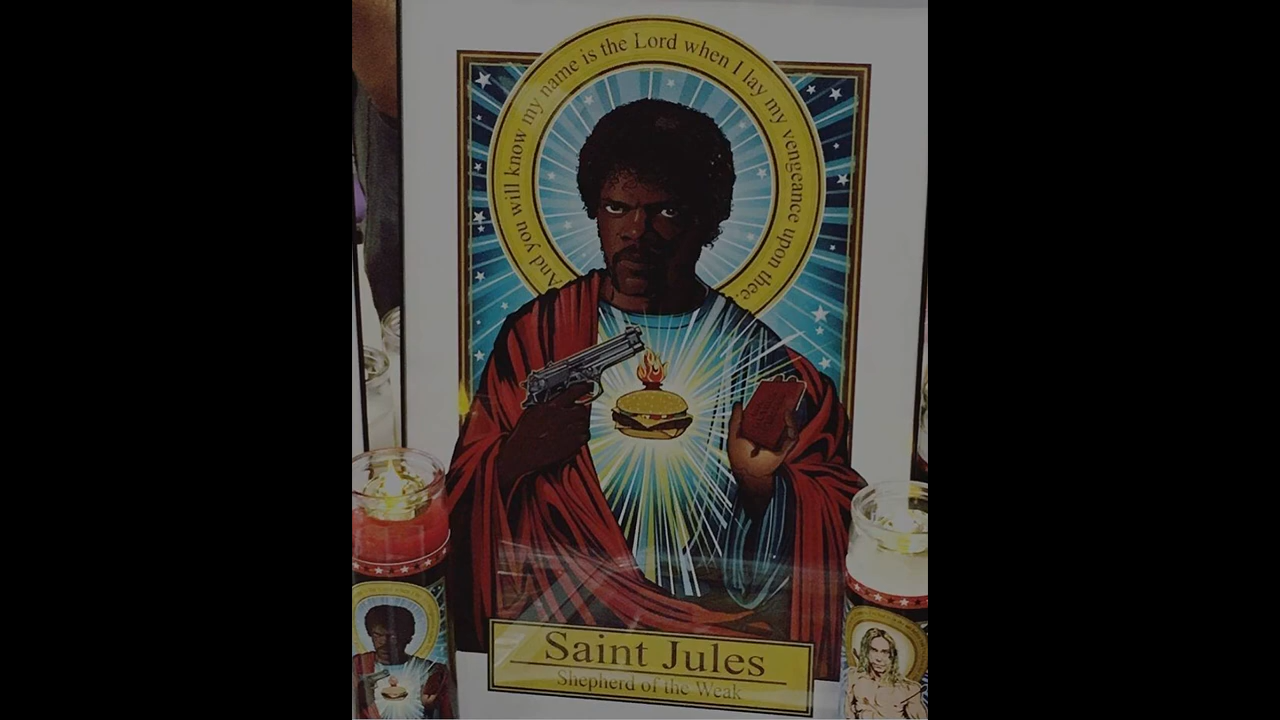 And you will know my name is the Lord when I lay my vengeance upon thee.
Saint Jules
Shepherd of the Weak